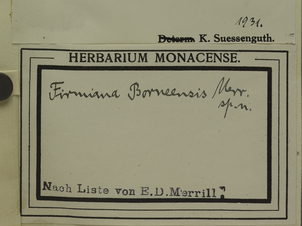 1931.
Determ. K. Suessenguth.
HERBARIUM MONACENSE.
Firmiana Borneensis Merr.
sp.n.
Nach Liste von E.D.Merrill!